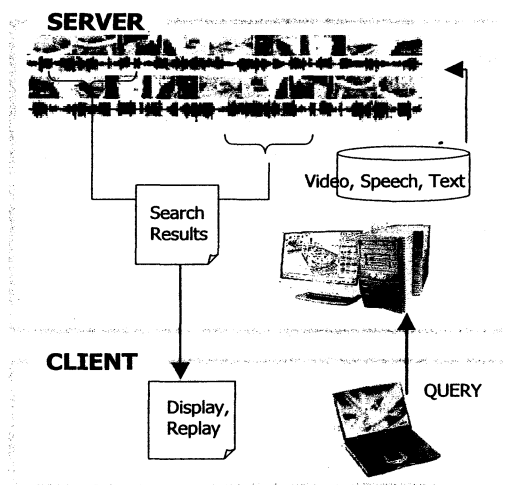 SERVER
Video, Speech, Text
Search
Results
CLIENT
QUERY
Display,
Replay